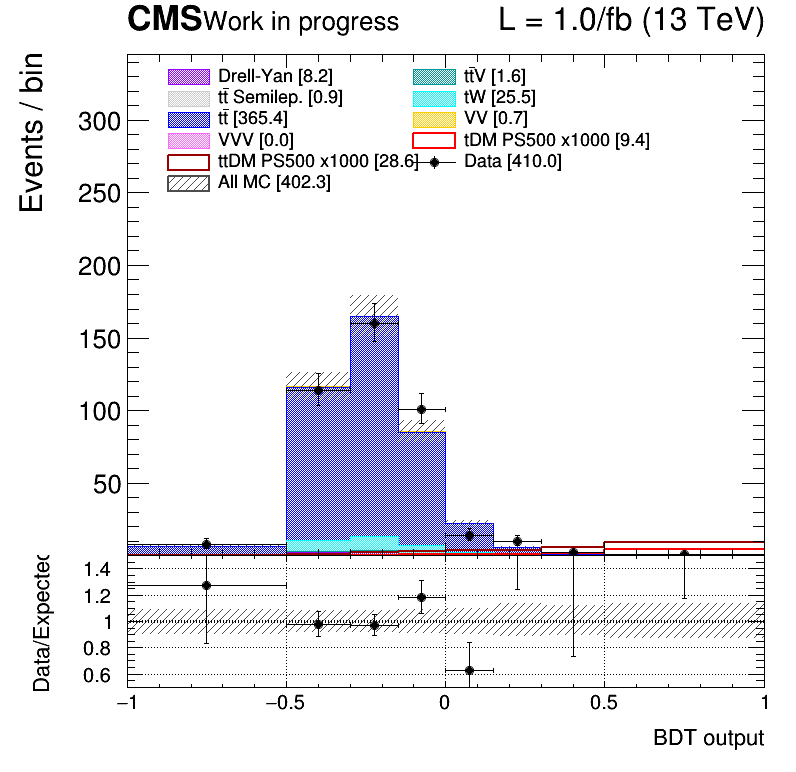 CMS Work in progress L = 1.0/fb (13 TeV)
Events / bin
Drell-Yan [8.2] tt̄V [1.6]
tt̄ Semilep. [0.9] tW [25.5]
tt̄ [365.4] VV [0.7]
VVV [0.0] tDM PS500 x1000 [9.4]
ttDM PS500 x1000 [28.6] Data [410.0]
All MC [402.3]
300
250
200
150
100
50
Data/Expected
1.4
1.2
1
0.8
0.6
−1 −0.5 0 0.5 1
BDT output